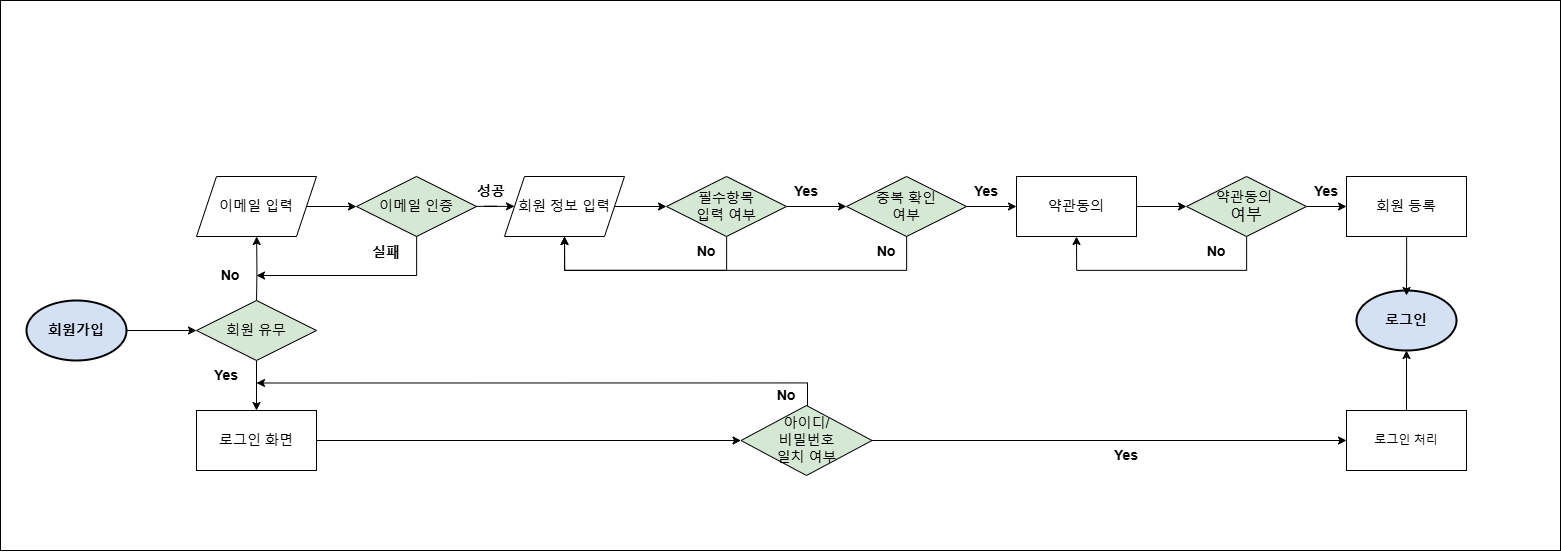 이메일 입력
이메일 인증
성공
회원 정보 입력
필수항목
입력 여부
Yes
중복 확인
여부
Yes
약관동의
약관동의
여부
Yes
회원 등록
실패
No
No
No
No
회원가입
회원 유무
로그인
Yes
No
로그인 화면
아이디/
비밀번호
일치 여부
Yes
로그인 처리